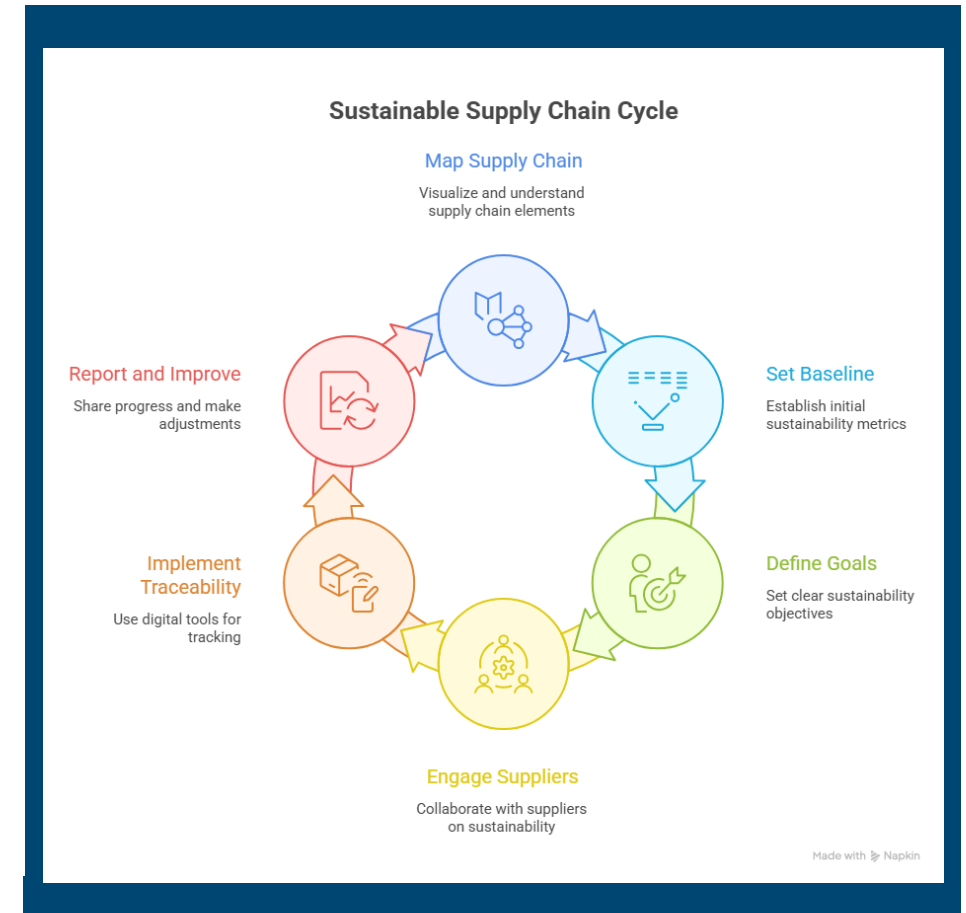 Sustainable Supply Chain Cycle
Map Supply Chain
Visualize and understand
supply chain elements
Set Baseline
Establish initial
sustainability metrics
Define Goals
Set clear sustainability
objectives
Engage Suppliers
Collaborate with suppliers
on sustainability
Implement
Traceability
Use digital tools for
tracking
Report and Improve
Share progress and make
adjustments
Made with Napkin